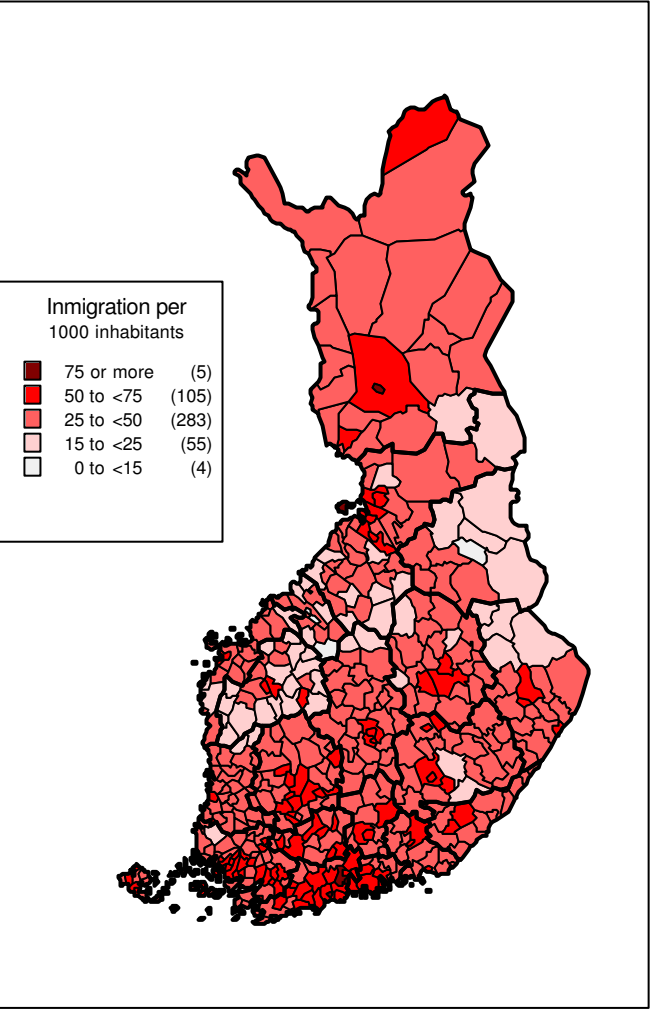 Inmigration per
1000 inhabitants
75 or more (5)
50 to <75 (105)
25 to <50 (283)
15 to <25 (55)
0 to <15 (4)